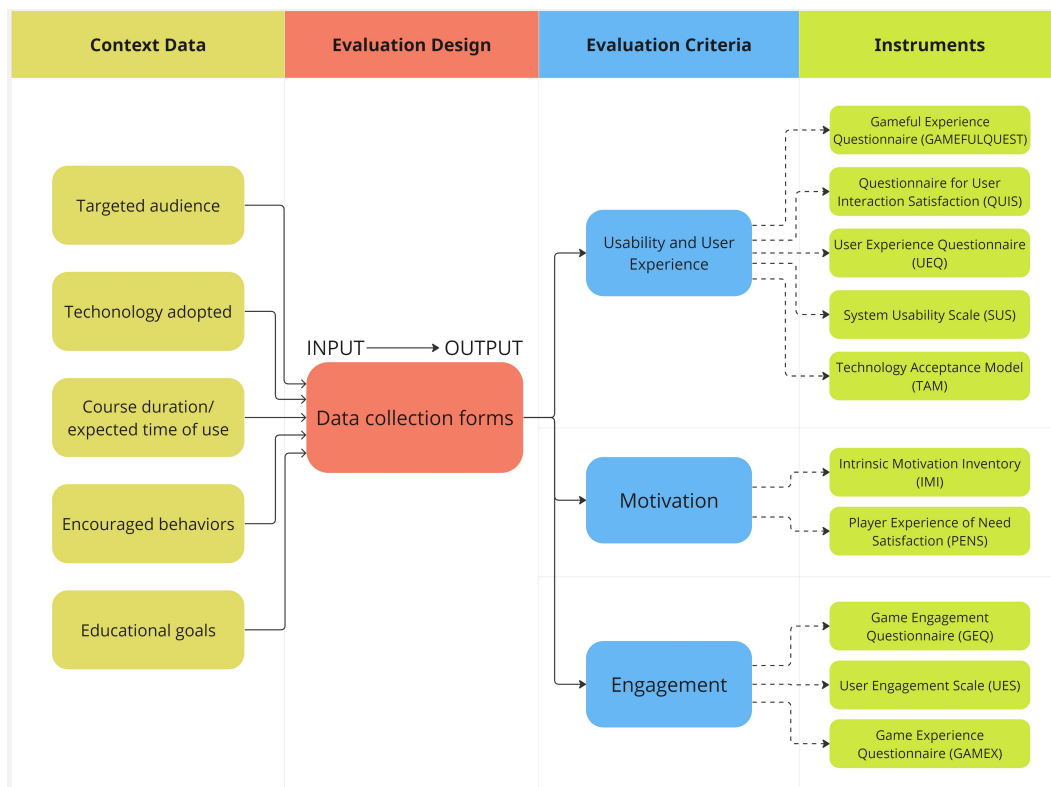 Context Data
Evaluation Design
Evaluation Criteria
Instruments
Targeted audience
Techonology adopted
Course duration/
expected time of use
Encouraged behaviors
Educational goals
INPUT
OUTPUT
Data collection forms
Usability and User
Experience
Motivation
Engagement
Gameful Experience
Questionnaire (GAMEFULQUEST)
Questionnaire for User
Interaction Satisfaction (QUIS)
User Experience Questionnaire
(UEQ)
System Usability Scale (SUS)
Technology Acceptance Model
(TAM)
Intrinsic Motivation Inventory
(IMI)
Player Experience of Need
Satisfaction (PENS)
Game Engagement
Questionnaire (GEQ)
User Engagement Scale (UES)
Game Experience
Questionnaire (GAMEX)